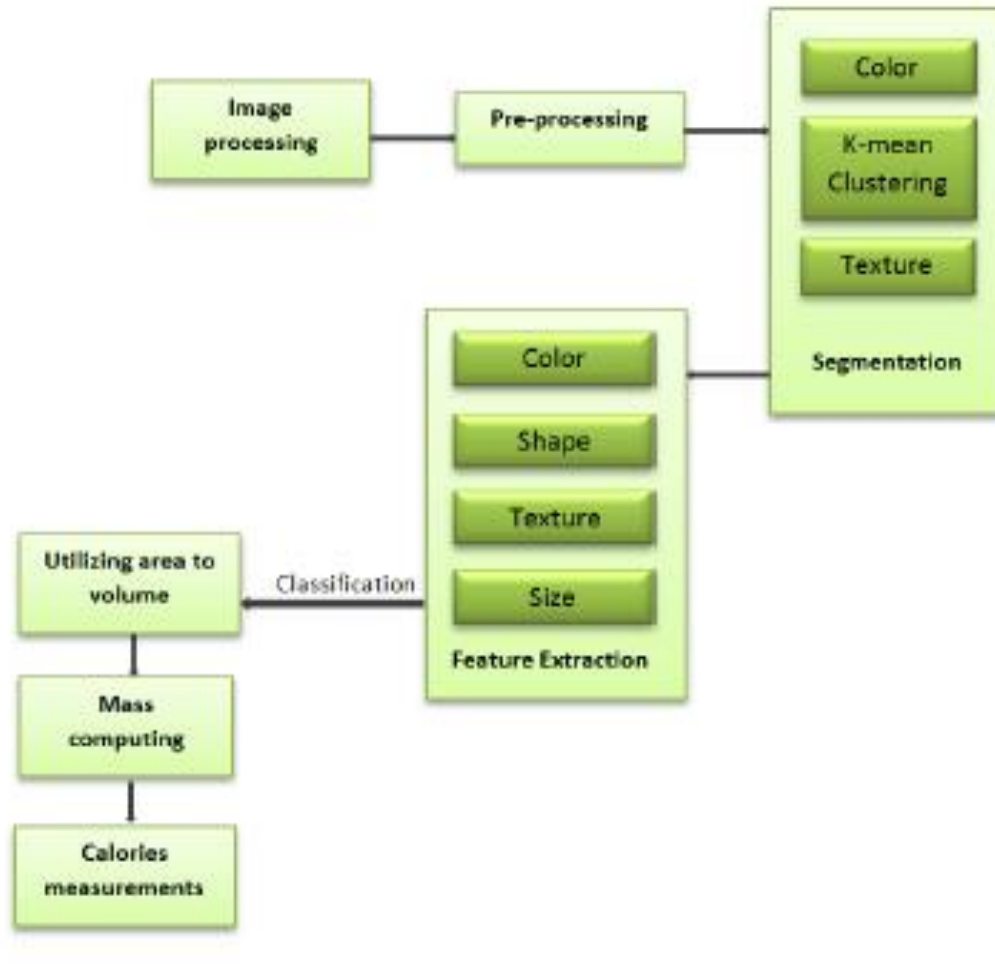 Image
processing
Pre-processing
Color
K-mean
Clustering
Texture
Segmentation
Color
Shape
Texture
Size
Feature Extraction
Classification
Utilizing area to
volume
Mass
computing
Calories
measurements